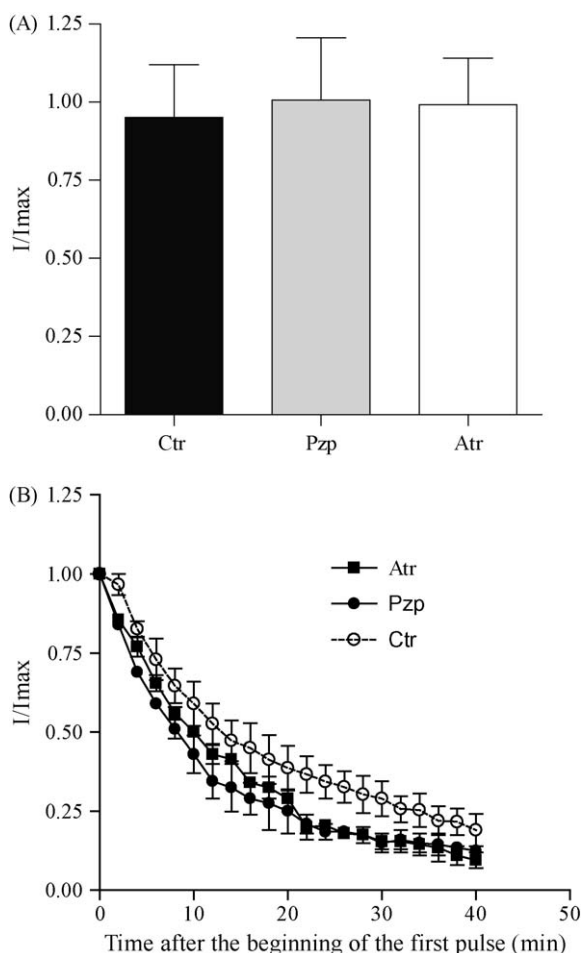 (A)
1.25
1.00
0.75
0.50
0.25
0.00
I/Imax
Ctr Pzp Atr
(B)
1.25
1.00
0.75
0.50
0.25
0.00
I/Imax
Atr
Pzp
Ctr
0 10 20 30 40 50
Time after the beginning of the first pulse (min)